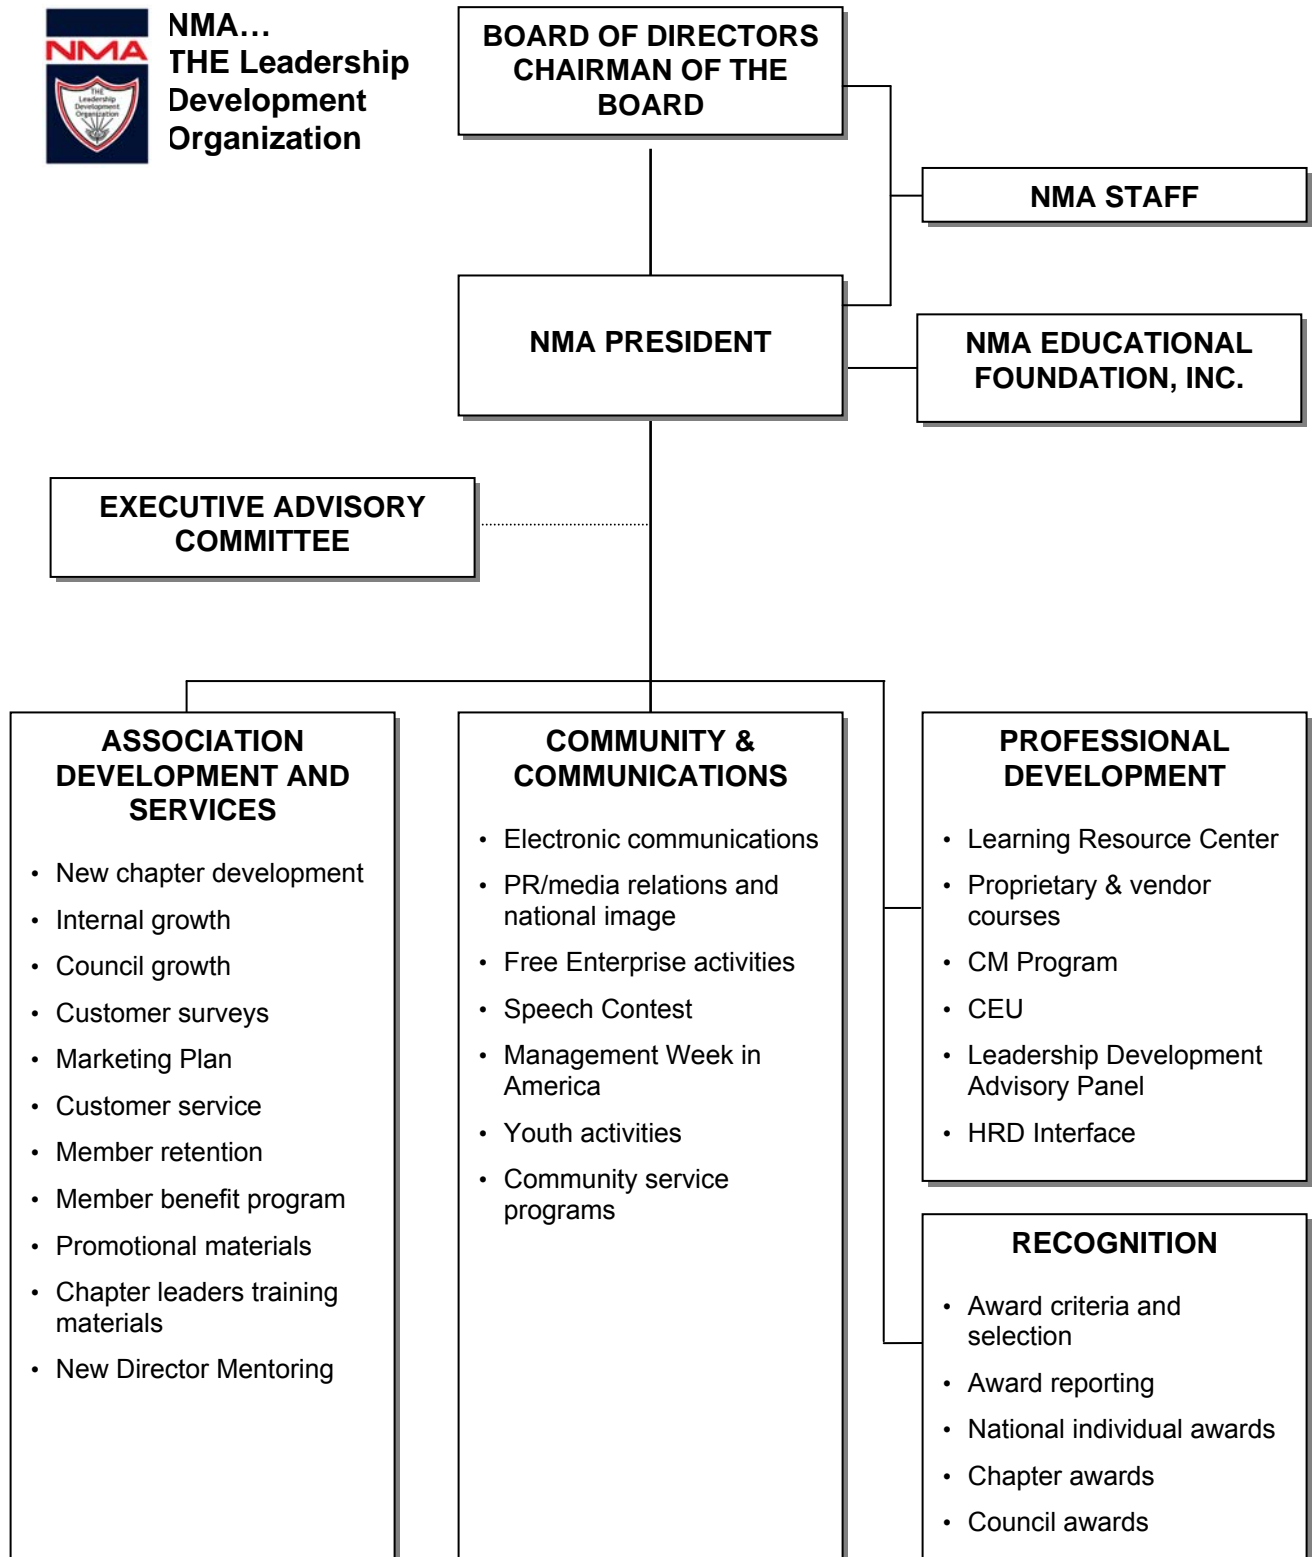 NMA
THE
Leadership
Development
Organization
NMA…
THE Leadership
Development
Organization
BOARD OF DIRECTORS
CHAIRMAN OF THE
BOARD
NMA STAFF
NMA PRESIDENT
NMA EDUCATIONAL
FOUNDATION, INC.
EXECUTIVE ADVISORY
COMMITTEE
ASSOCIATION
DEVELOPMENT AND
SERVICES
• New chapter development
• Internal growth
• Council growth
• Customer surveys
• Marketing Plan
• Customer service
• Member retention
• Member benefit program
• Promotional materials
• Chapter leaders training
materials
• New Director Mentoring
COMMUNITY &
COMMUNICATIONS
• Electronic communications
• PR/media relations and
national image
• Free Enterprise activities
• Speech Contest
• Management Week in
America
• Youth activities
• Community service
programs
PROFESSIONAL
DEVELOPMENT
• Learning Resource Center
• Proprietary & vendor
courses
• CM Program
• CEU
• Leadership Development
Advisory Panel
• HRD Interface
RECOGNITION
• Award criteria and
selection
• Award reporting
• National individual awards
• Chapter awards
• Council awards